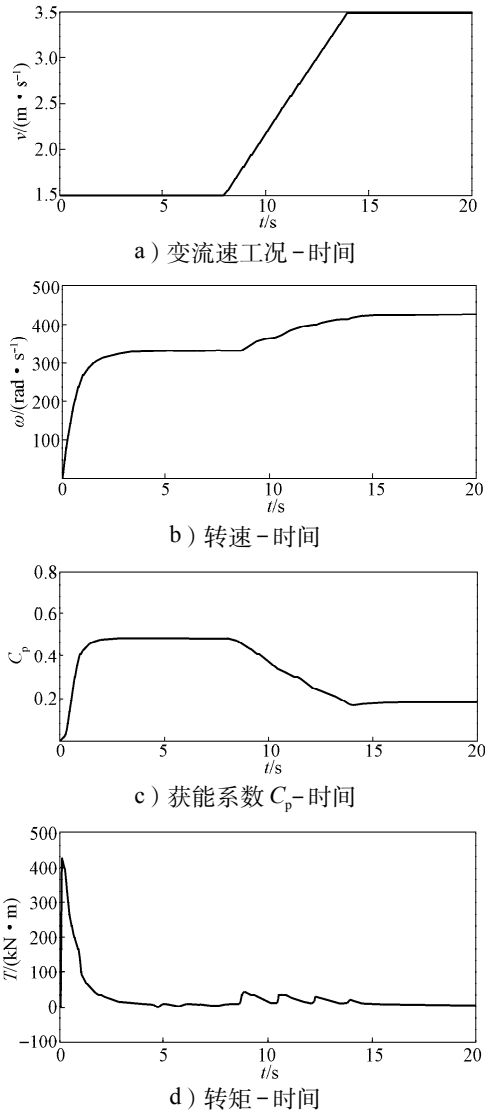 3.5
3.0
2.5
2.0
1.5
v/(m・s⁻¹)
0 5 10 15 20
t/s
a）变流速工况－时间
500
400
300
200
100
ω/(rad・s⁻¹)
0 5 10 15 20
t/s
b）转速－时间
0.8
0.6
0.4
0.2
Cp
0 5 10 15 20
t/s
c）获能系数 Cp－时间
500
400
300
200
100
0
−100
T/(kN・m)
0 5 10 15 20
t/s
d）转矩－时间